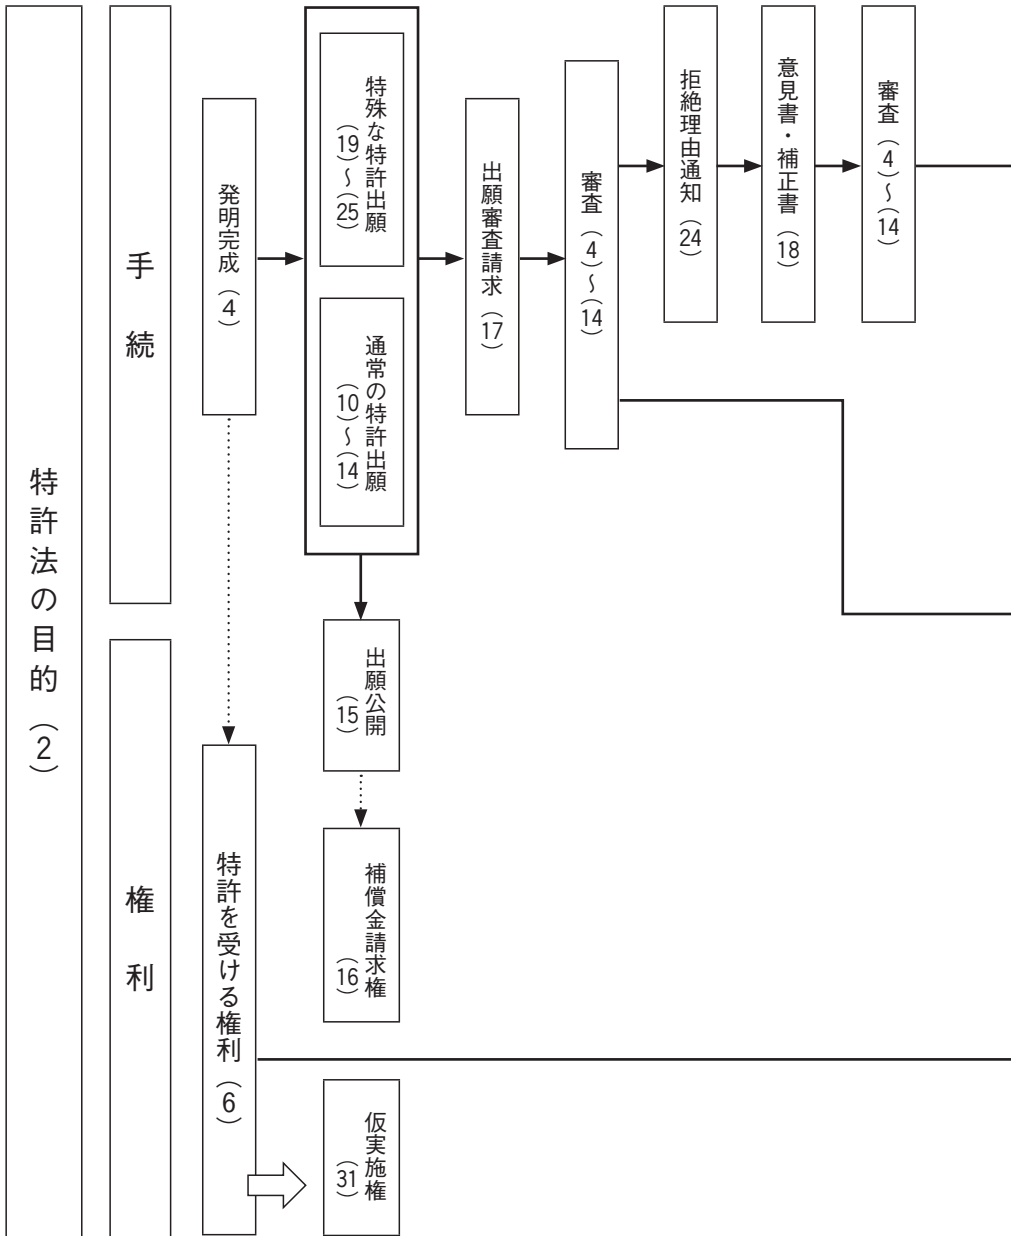 特許法の目的（2）
手続
権利
発明完成（4）
特殊な特許出願
（19）～（25）
通常の特許出願
（10）～（14）
出願審査請求（17）
審査（4）～（14）
拒絶理由通知（24）
意見書・補正書（18）
審査（4）～（14）
出願公開
（15）
補償金請求権
（16）
特許を受ける権利（6）
仮実施権
（31）